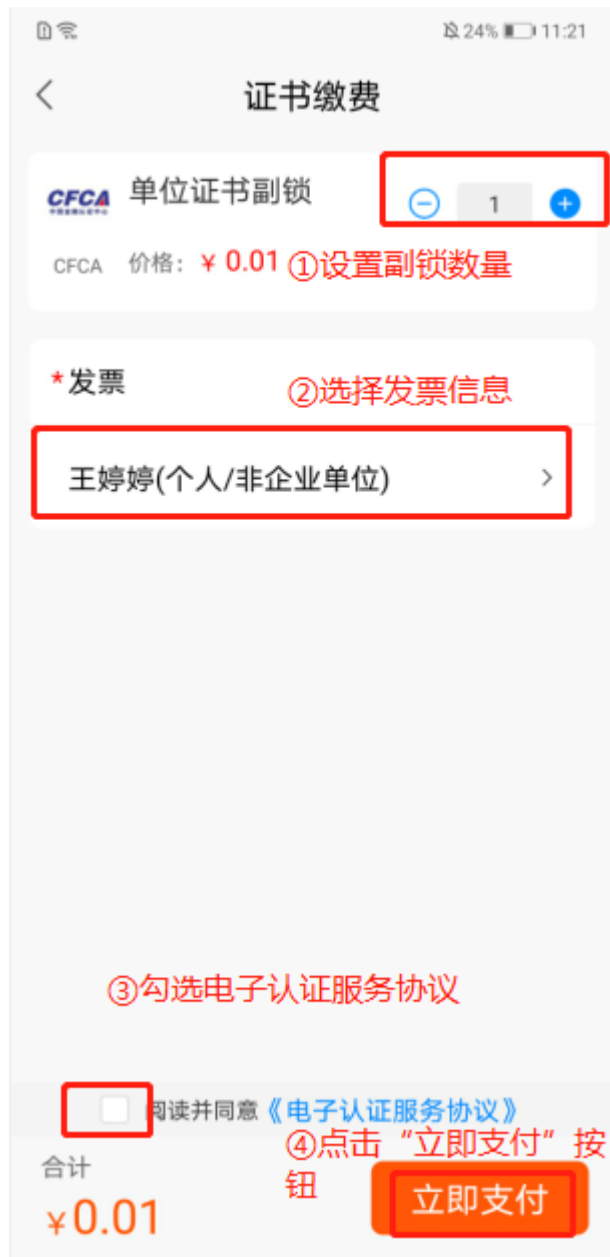 24% 11:21
证书缴费
CFCA 单位证书副锁 1
CFCA 价格: ¥ 0.01 ①设置副锁数量
*发票 ②选择发票信息
王婷婷(个人/非企业单位)
③勾选电子认证服务协议
阅读并同意《电子认证服务协议》
④点击“立即支付”按
钮
合计
¥0.01
立即支付